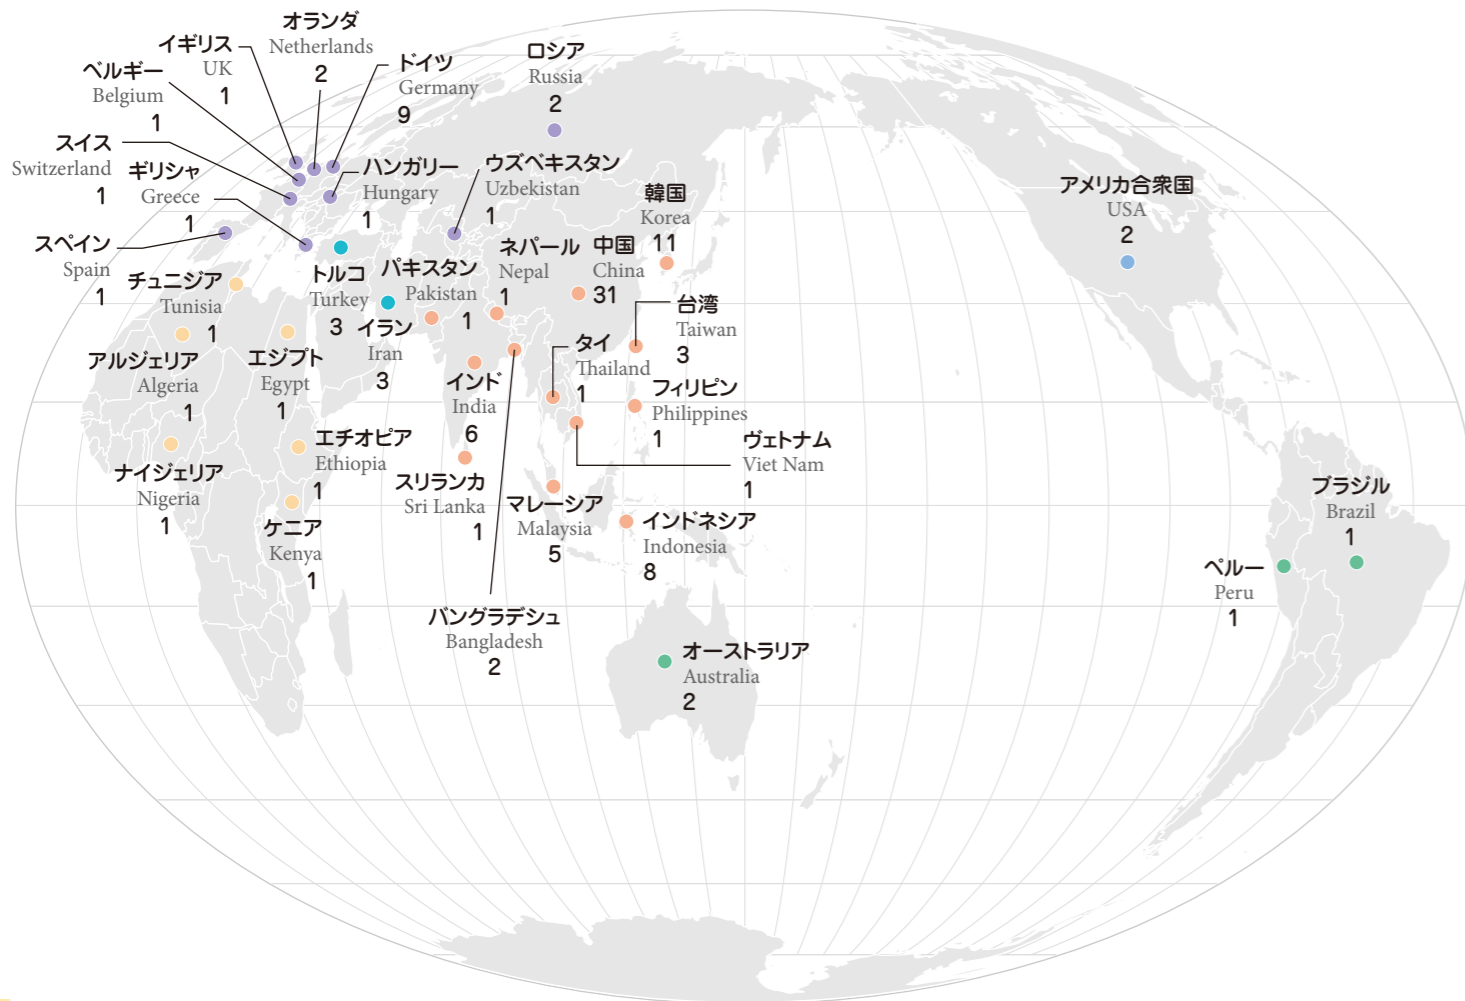 オランダ
Netherlands
2
イギリス
UK
1
ベルギー
Belgium
1
ドイツ
Germany
9
ロシア
Russia
2
スイス
Switzerland
1
ギリシャ
Greece
1
ハンガリー
Hungary
1
ウズベキスタン
Uzbekistan
1
韓国
Korea
11
アメリカ合衆国
USA
2
スペイン
Spain
1
チュニジア
Tunisia
1
トルコ
Turkey
3
パキスタン
Pakistan
1
ネパール
Nepal
1
中国
China
31
台湾
Taiwan
3
イラン
Iran
3
アルジェリア
Algeria
1
エジプト
Egypt
1
インド
India
6
タイ
Thailand
1
フィリピン
Philippines
1
ヴェトナム
Viet Nam
1
エチオピア
Ethiopia
1
ナイジェリア
Nigeria
1
ケニア
Kenya
1
スリランカ
Sri Lanka
1
マレーシア
Malaysia
5
インドネシア
Indonesia
8
ブラジル
Brazil
1
ペルー
Peru
1
バングラデシュ
Bangladesh
2
オーストラリア
Australia
2